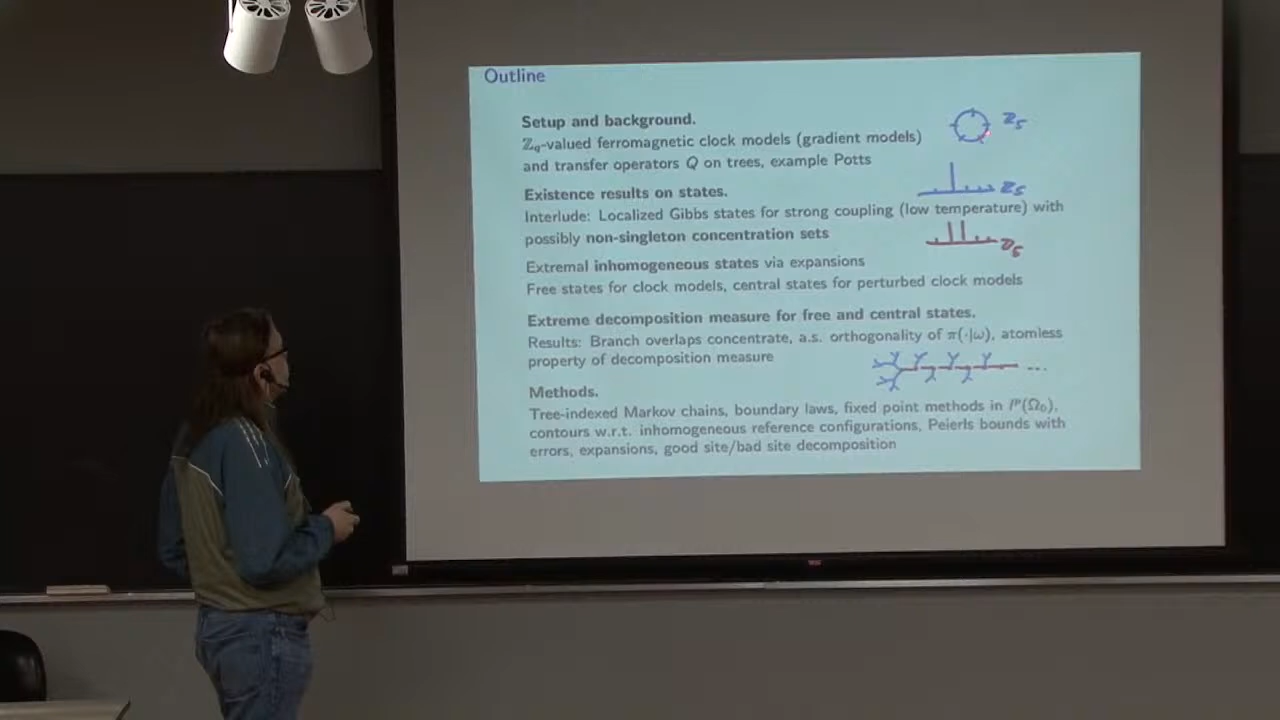 Outline
Setup and background.
ℤq-valued ferromagnetic clock models (gradient models)
and transfer operators Q on trees, example Potts
ℤ5
Existence results on states.
ℤ5
Interlude: Localized Gibbs states for strong coupling (low temperature) with
possibly non-singleton concentration sets
ℤ5
Extremal inhomogeneous states via expansions
Free states for clock models, central states for perturbed clock models
Extreme decomposition measure for free and central states.
Results: Branch overlaps concentrate, a.s. orthogonality of π(·|ω), atomless
property of decomposition measure
...
Methods.
Tree-indexed Markov chains, boundary laws, fixed point methods in lᵖ(Ω₀),
contours w.r.t. inhomogeneous reference configurations, Peierls bounds with
errors, expansions, good site/bad site decomposition